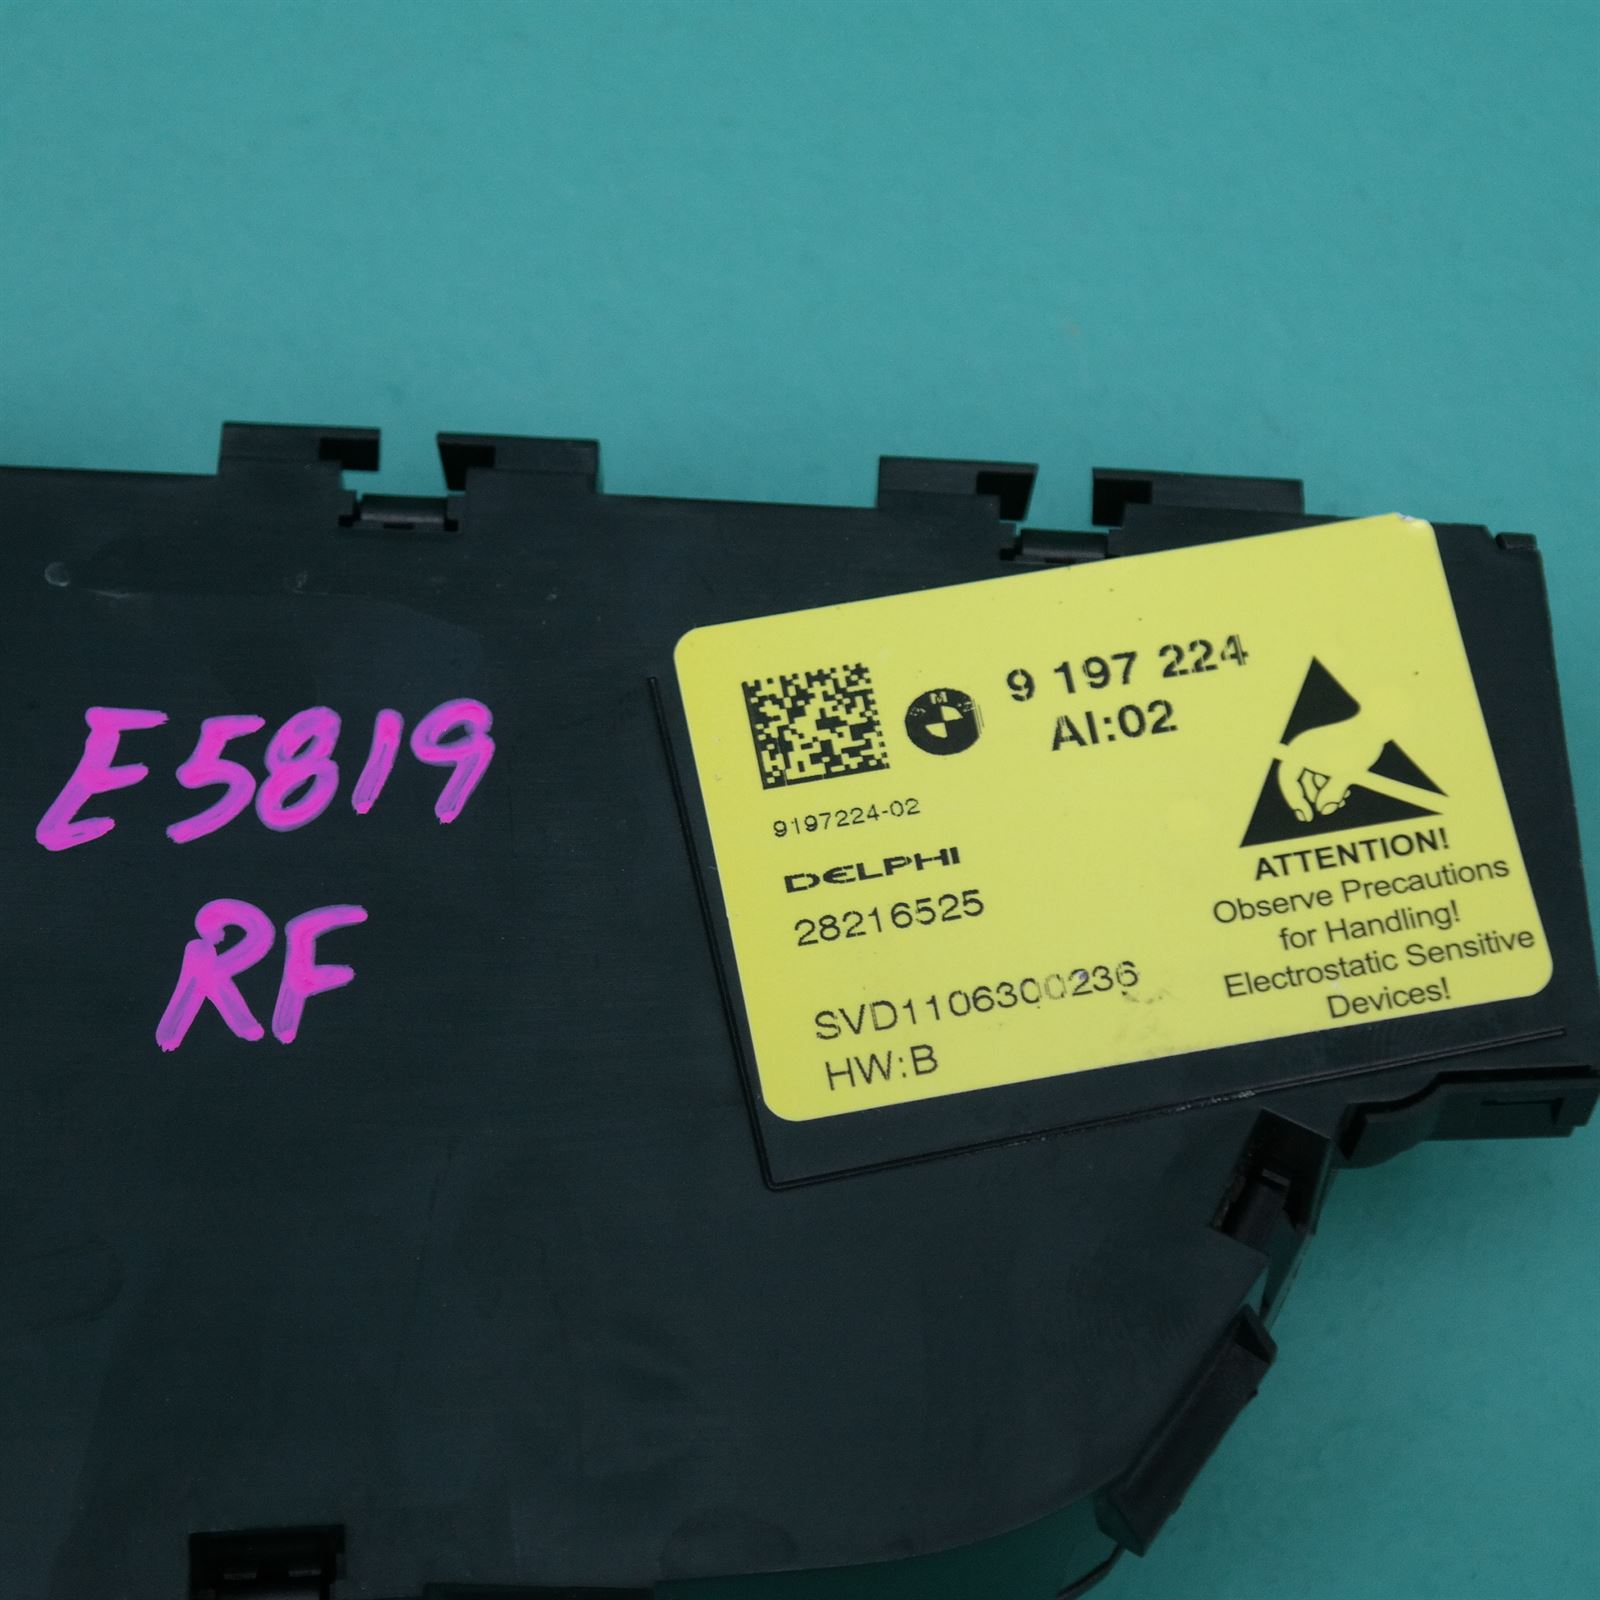 E5819
RF
9 197 224
AI:02
9197224-02
DELPHI
28216525
SVD1106300236
HW:B
ATTENTION!
Observe Precautions
for Handling!
Electrostatic Sensitive
Devices!